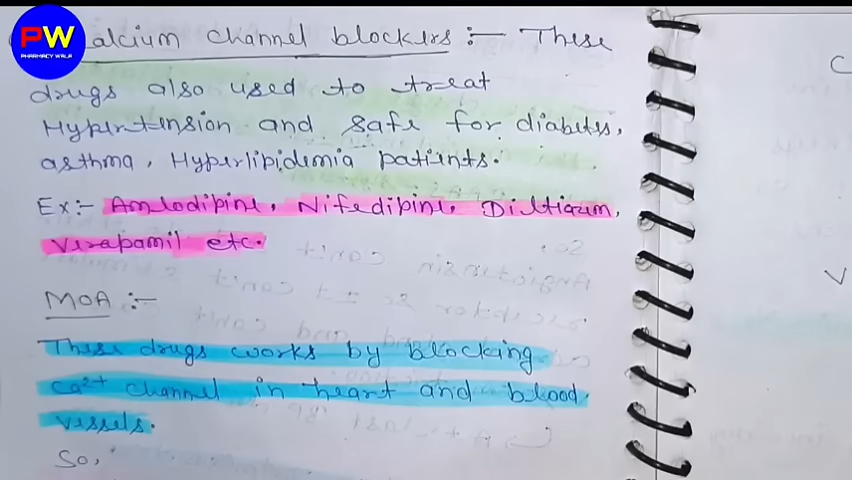 PW
PHARMACY WALA
alcium channel blockers :- These
drugs also used to treat
Hypertension and safe for diabetes,
asthma, Hyperlipidemia patients.
Ex:- Amlodipine, Nifedipine, Diltiazum,
verapamil etc.
MOA :-
These drugs works by blocking
Ca2+ channel in heart and blood
vessels.
So,
C
V